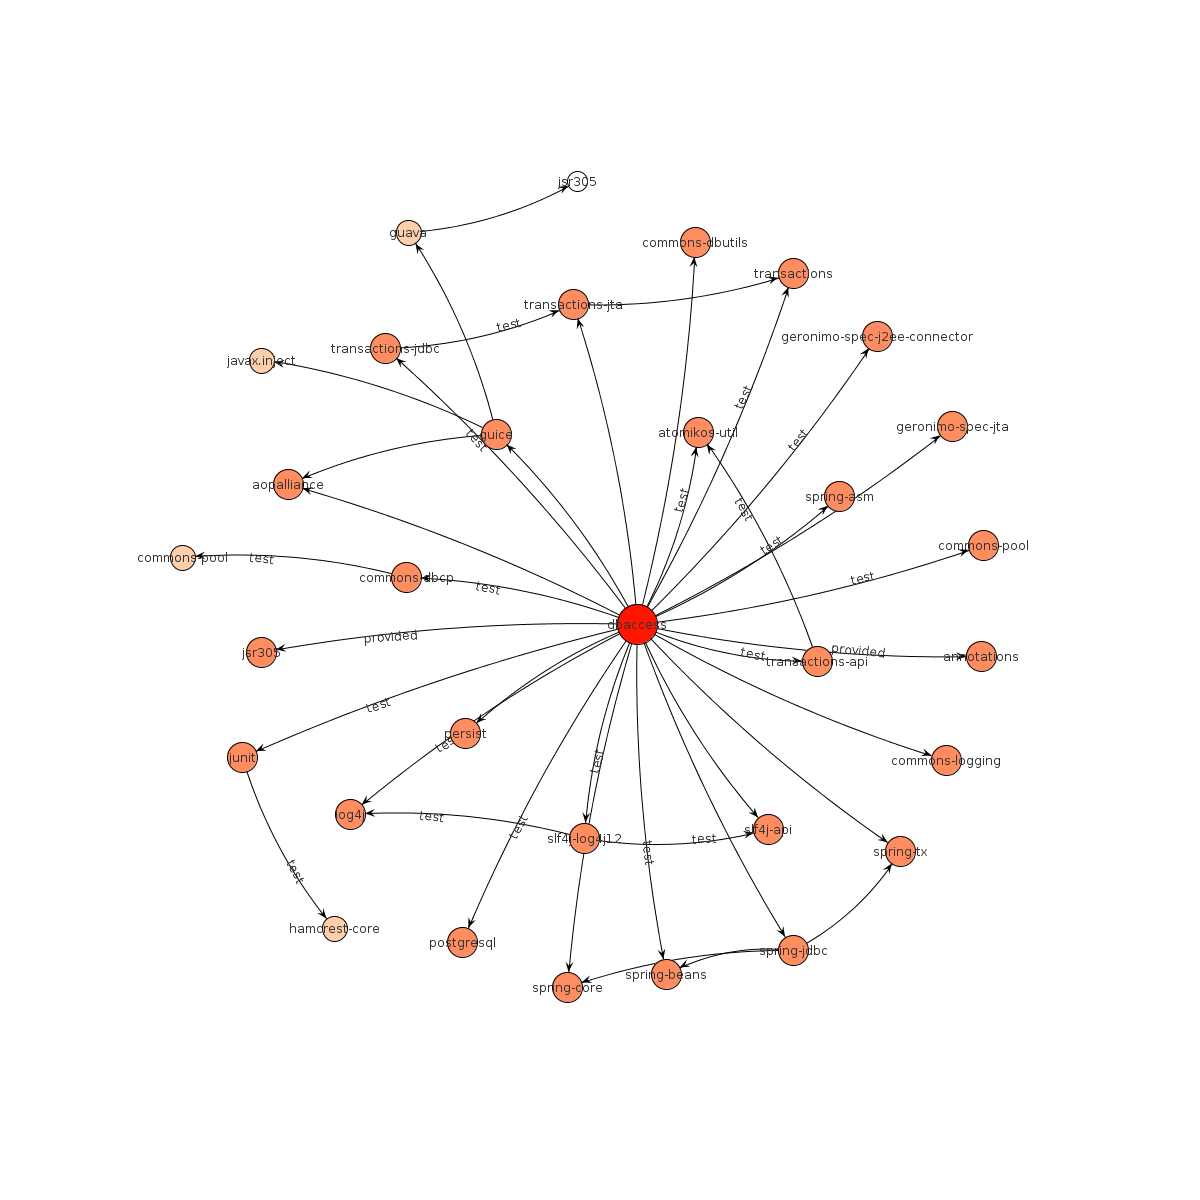 jsr305
guava
commons-dbutils
transactions
transactions-jta
test
geronimo-spec-j2ee-connector
transactions-jdbc
javax.inject
test
geronimo-spec-jta
atomikos-util
guice
test
test
aopalliance
spring-asm
test
test
commons-pool
test
commons-pool
test
test
commons-dbcp
test
dbaccess
provided
jsr305
test
provided
annotations
transactions-api
test
persist
test
junit
test
commons-logging
log4j
test
test
slf4j-log4j12
test
slf4j-api
test
spring-tx
test
hamcrest-core
postgresql
spring-jdbc
spring-beans
spring-core